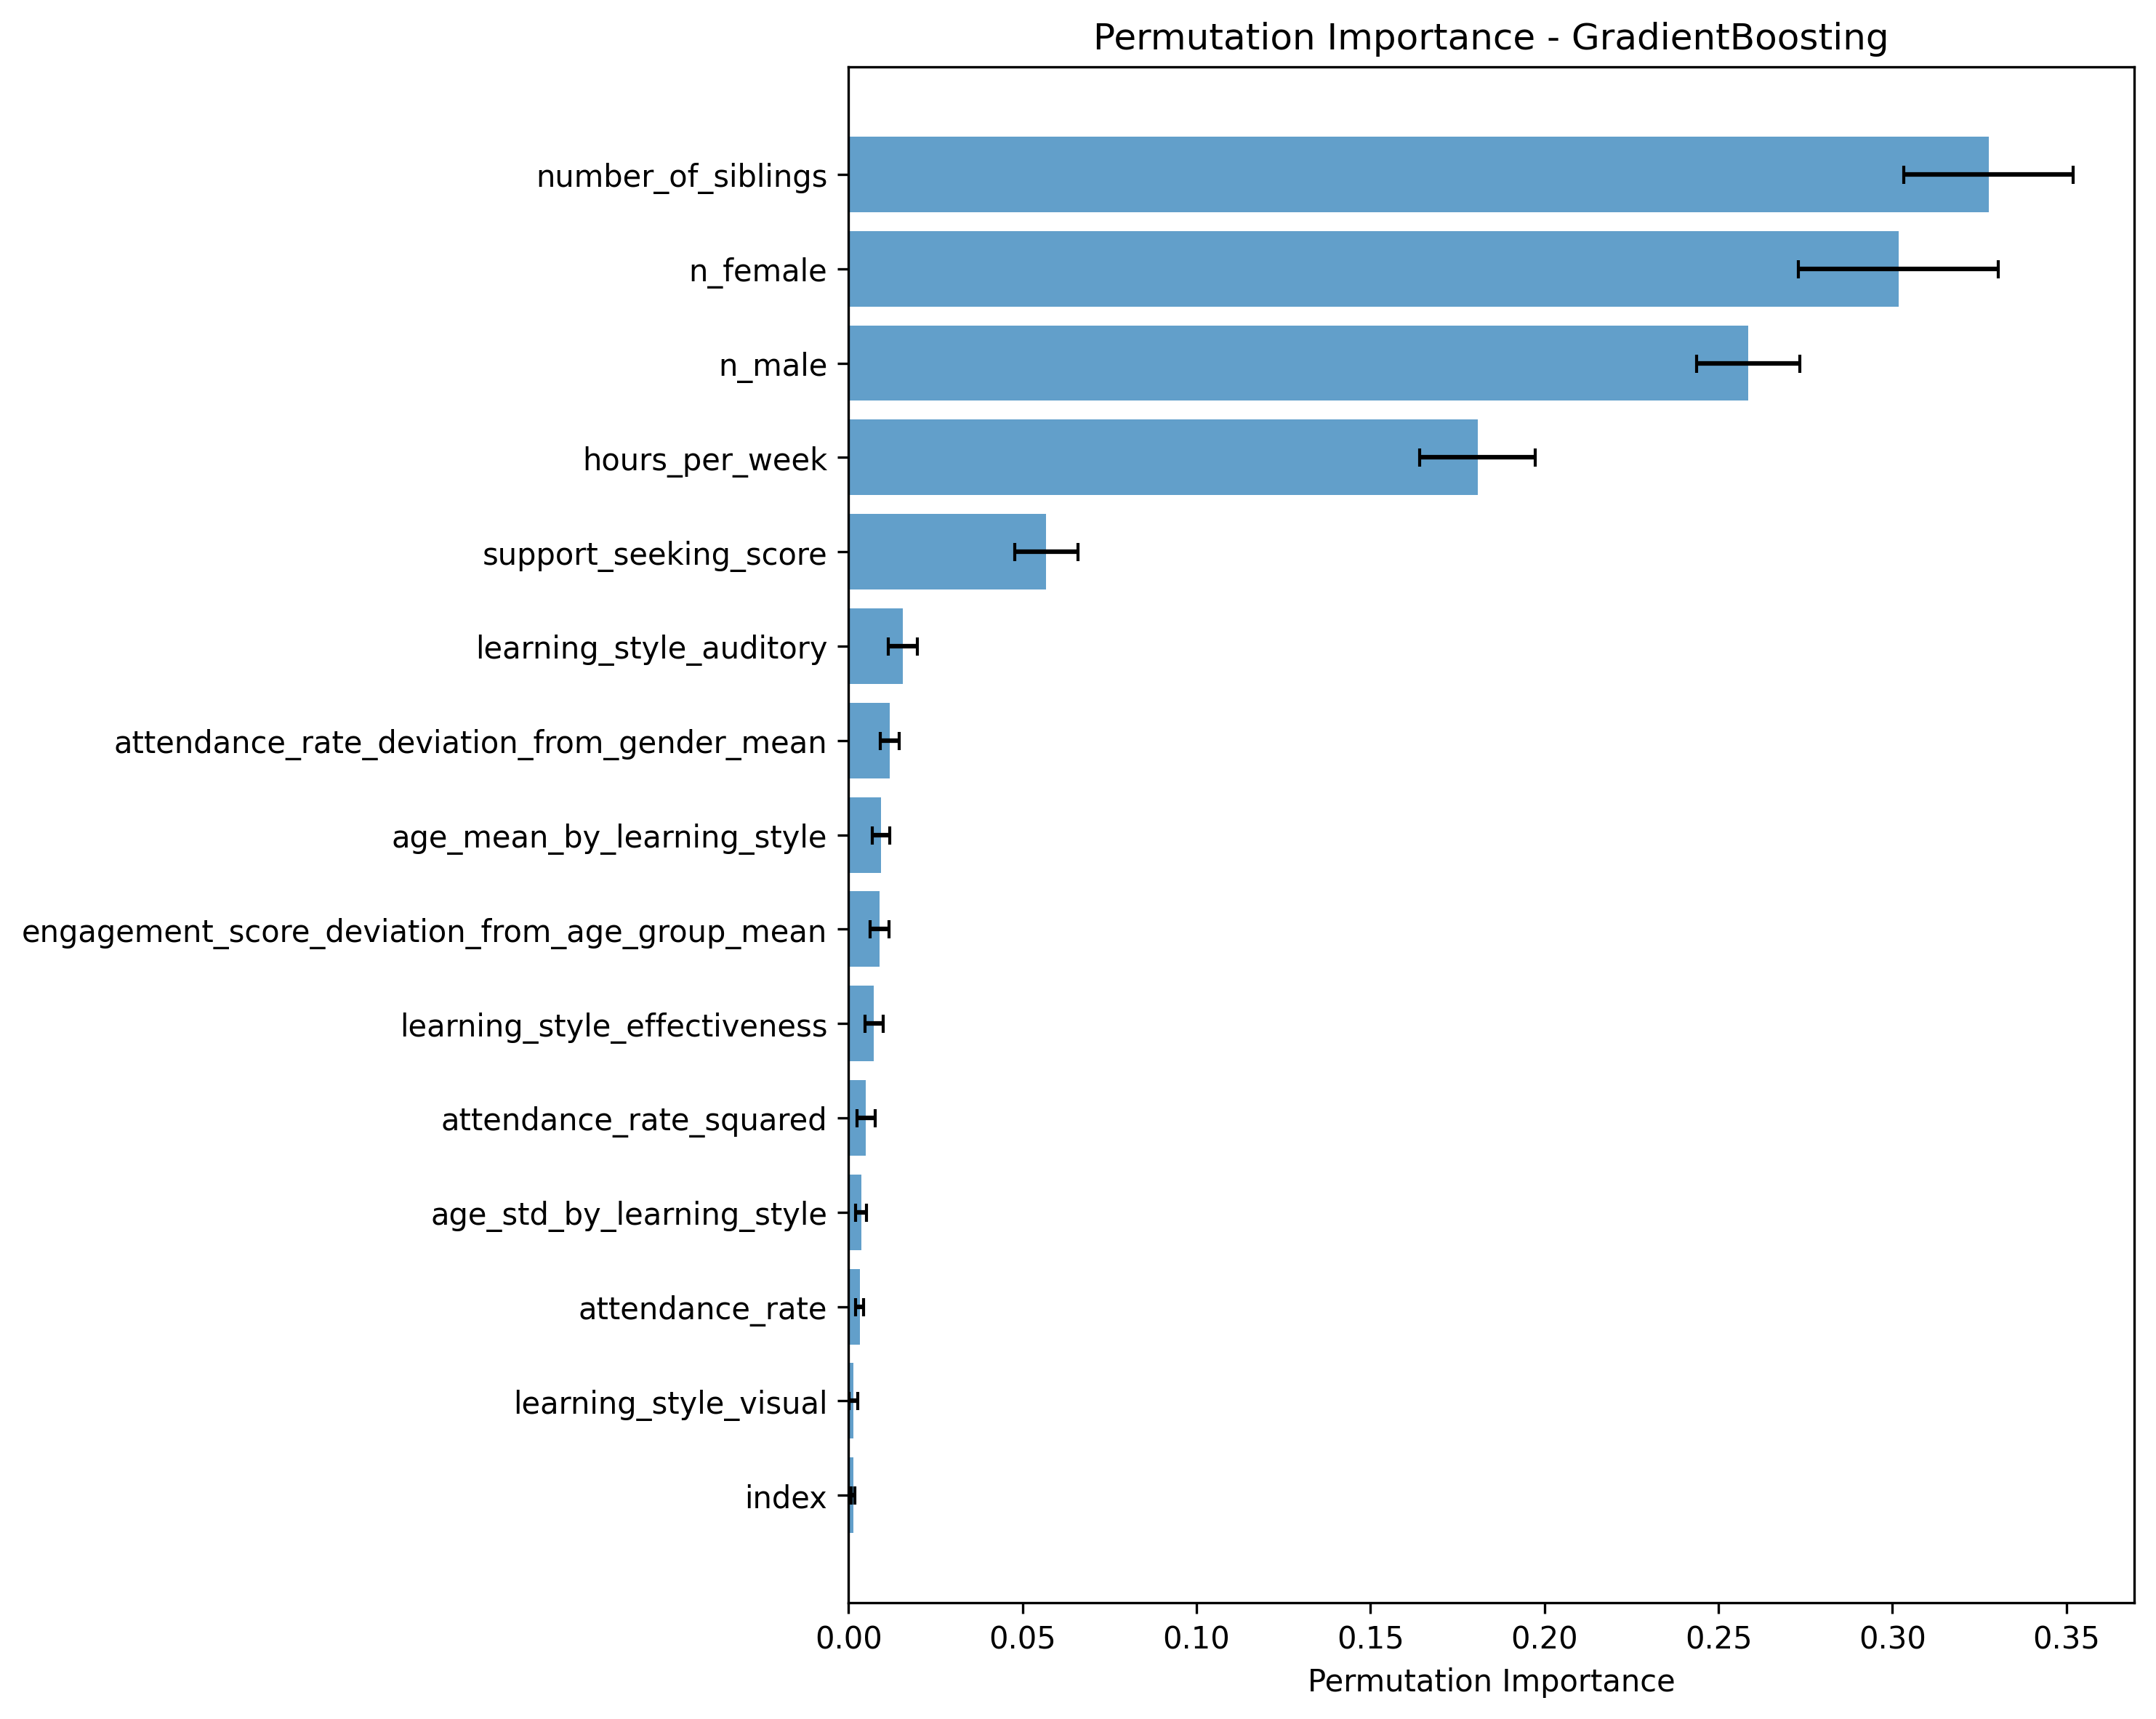 Permutation Importance - GradientBoosting
number_of_siblings
n_female
n_male
hours_per_week
support_seeking_score
learning_style_auditory
attendance_rate_deviation_from_gender_mean
age_mean_by_learning_style
engagement_score_deviation_from_age_group_mean
learning_style_effectiveness
attendance_rate_squared
age_std_by_learning_style
attendance_rate
learning_style_visual
index
0.00 0.05 0.10 0.15 0.20 0.25 0.30 0.35
Permutation Importance